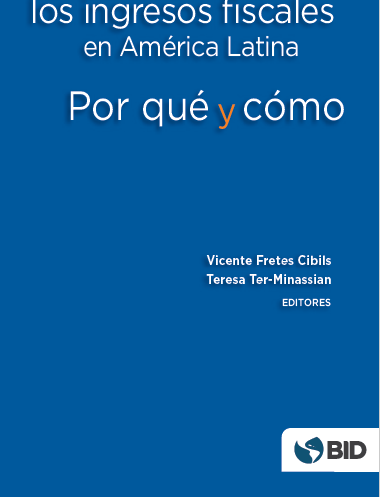 los ingresos fiscales
en América Latina
Por qué y cómo
Vicente Fretes Cibils
Teresa Ter-Minassian
EDITORES
BID